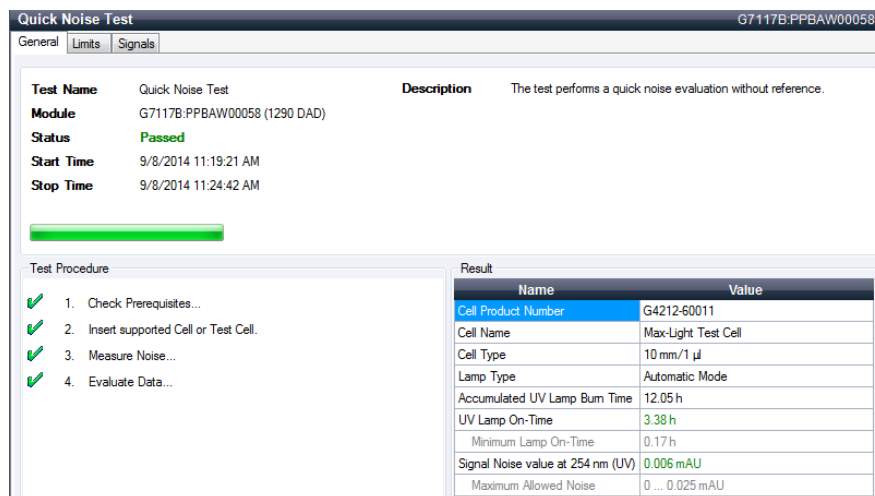 Quick Noise Test G7117B:PPBAW00058
General Limits Signals
Test Name Quick Noise Test Description The test performs a quick noise evaluation without reference.
Module G7117B:PPBAW00058 (1290 DAD)
Status Passed
Start Time 9/8/2014 11:19:21 AM
Stop Time 9/8/2014 11:24:42 AM
Test Procedure
1. Check Prerequisites...
2. Insert supported Cell or Test Cell.
3. Measure Noise...
4. Evaluate Data...
Result
Name Value
Cell Product Number G4212-60011
Cell Name Max-Light Test Cell
Cell Type 10 mm/1 µl
Lamp Type Automatic Mode
Accumulated UV Lamp Burn Time 12.05 h
UV Lamp On-Time 3.38 h
Minimum Lamp On-Time 0.17 h
Signal Noise value at 254 nm (UV) 0.006 mAU
Maximum Allowed Noise 0 ... 0.025 mAU